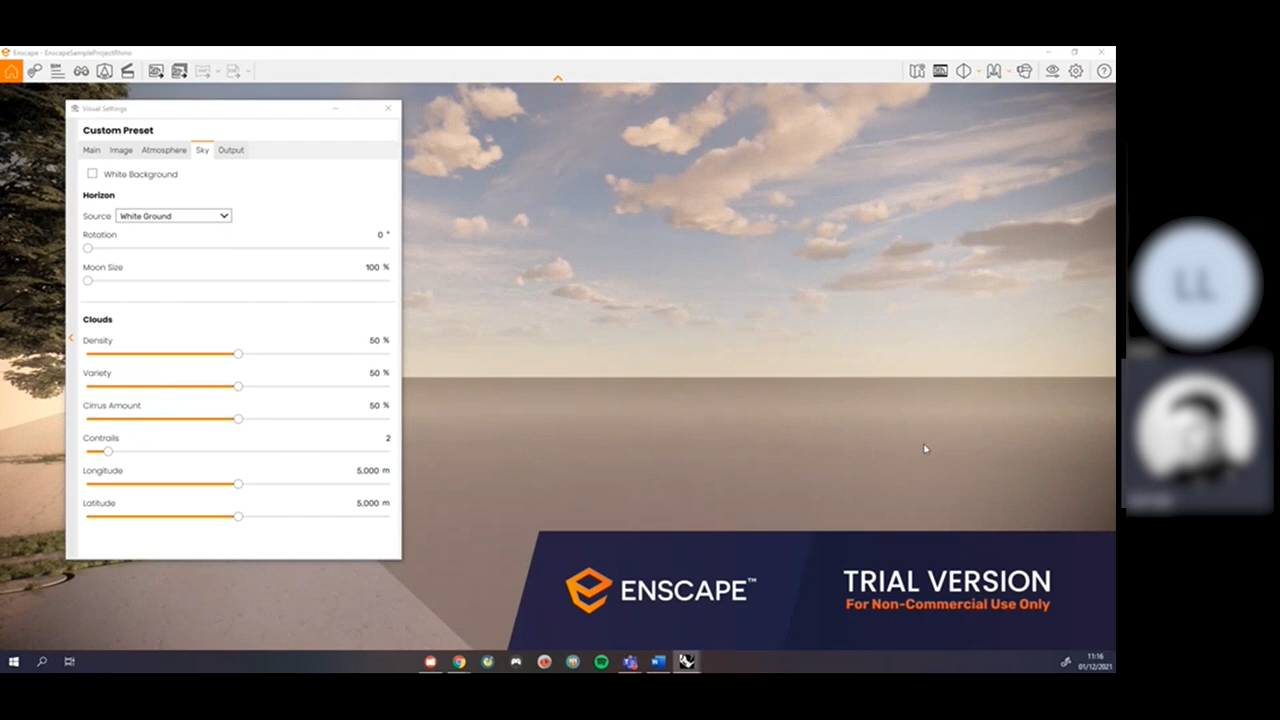 Enscape - EnscapeSampleProjectRhino
Visual Settings
Custom Preset
Main Image Atmosphere Sky Output
White Background
Horizon
Source White Ground
Rotation 0 °
Moon Size 100 %
Clouds
Density 50 %
Variety 50 %
Cirrus Amount 50 %
Contrails 2
Longitude 5,000 m
Latitude 5,000 m
ENSCAPE™
TRIAL VERSION
For Non-Commercial Use Only
LL
11:16
01/12/2021